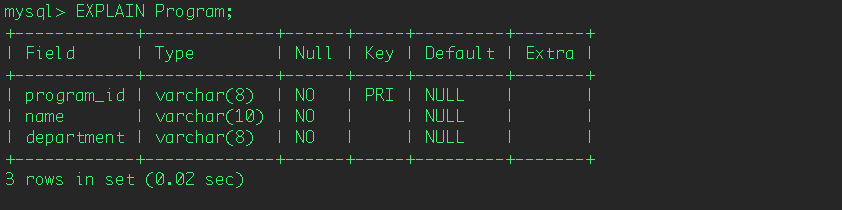 mysql> EXPLAIN Program;
+------------+-------------+------+-----+---------+-------+
| Field      | Type        | Null | Key | Default | Extra |
+------------+-------------+------+-----+---------+-------+
| program_id | varchar(8)  | NO   | PRI | NULL    |       |
| name       | varchar(10) | NO   |     | NULL    |       |
| department | varchar(8)  | NO   |     | NULL    |       |
+------------+-------------+------+-----+---------+-------+
3 rows in set (0.02 sec)